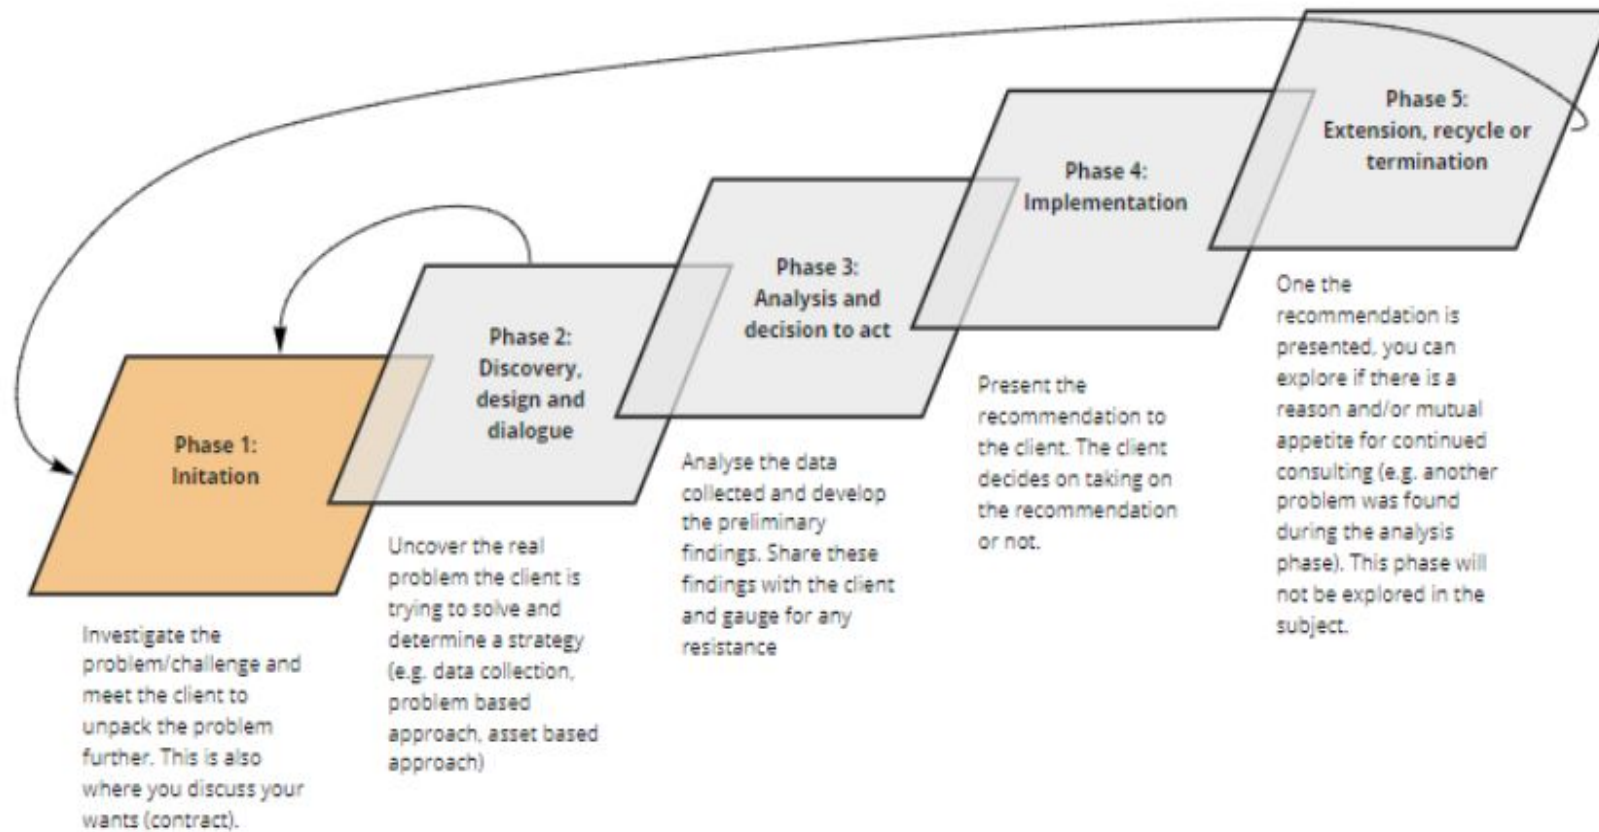 Phase 1:
Initation
Investigate the
problem/challenge and
meet the client to
unpack the problem
further. This is also
where you discuss your
wants (contract).
Phase 2:
Discovery,
design and
dialogue
Uncover the real
problem the client is
trying to solve and
determine a strategy
(e.g. data collection,
problem based
approach, asset based
approach)
Phase 3:
Analysis and
decision to act
Analyse the data
collected and develop
the preliminary
findings. Share these
findings with the client
and gauge for any
resistance
Phase 4:
Implementation
Present the
recommendation to
the client. The client
decides on taking on
the recommendation
or not.
Phase 5:
Extension, recycle or
termination
One the
recommendation is
presented, you can
explore if there is a
reason and/or mutual
appetite for continued
consulting (e.g. another
problem was found
during the analysis
phase). This phase will
not be explored in the
subject.